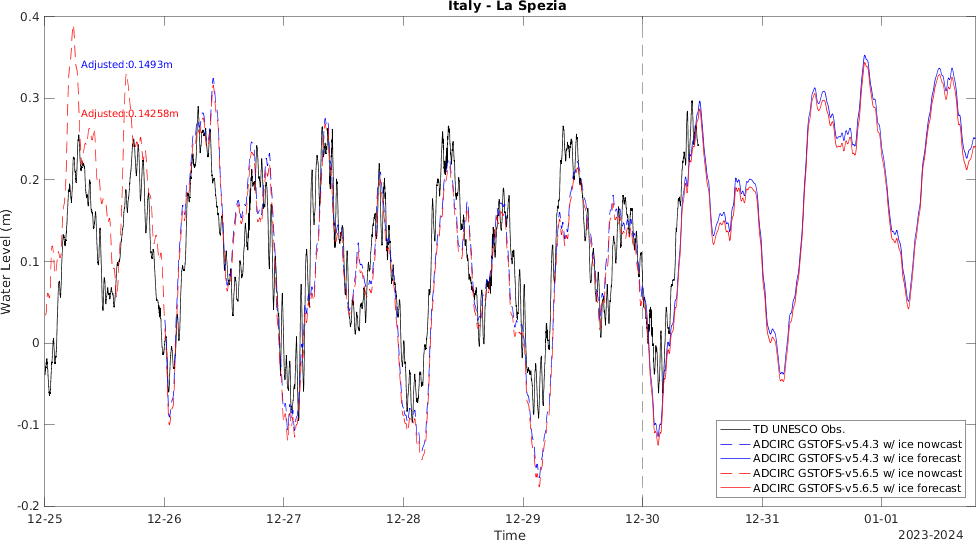 Italy - La Spezia
0.4
Adjusted:0.1493m
0.3
Adjusted:0.14258m
0.2
0.1
0
-0.1
-0.2
Water Level (m)
TD UNESCO Obs.
ADCIRC GSTOFS-v5.4.3 w/ ice nowcast
ADCIRC GSTOFS-v5.4.3 w/ ice forecast
ADCIRC GSTOFS-v5.6.5 w/ ice nowcast
ADCIRC GSTOFS-v5.6.5 w/ ice forecast
12-25 12-26 12-27 12-28 12-29 12-30 12-31 01-01
Time
2023-2024